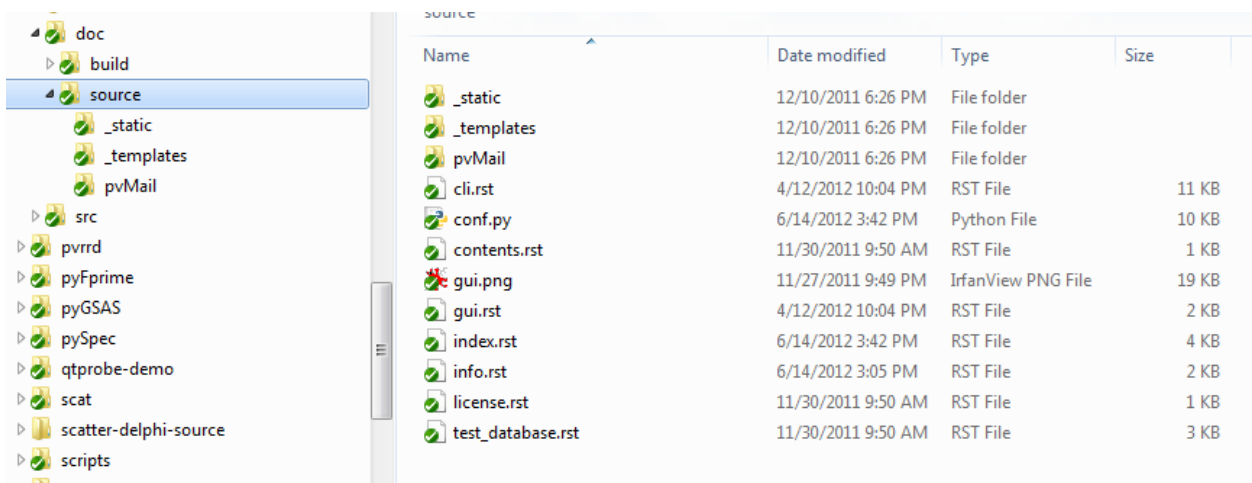 doc
build
source
_static
_templates
pvMail
src
pvrrd
pyFprime
pyGSAS
pySpec
qtprobe-demo
scat
scatter-delphi-source
scripts
source
Name Date modified Type Size
_static 12/10/2011 6:26 PM File folder
_templates 12/10/2011 6:26 PM File folder
pvMail 12/10/2011 6:26 PM File folder
cli.rst 4/12/2012 10:04 PM RST File 11 KB
conf.py 6/14/2012 3:42 PM Python File 10 KB
contents.rst 11/30/2011 9:50 AM RST File 1 KB
gui.png 11/27/2011 9:49 PM IrfanView PNG File 19 KB
gui.rst 4/12/2012 10:04 PM RST File 2 KB
index.rst 6/14/2012 3:42 PM RST File 4 KB
info.rst 6/14/2012 3:05 PM RST File 2 KB
license.rst 11/30/2011 9:50 AM RST File 1 KB
test_database.rst 11/30/2011 9:50 AM RST File 3 KB